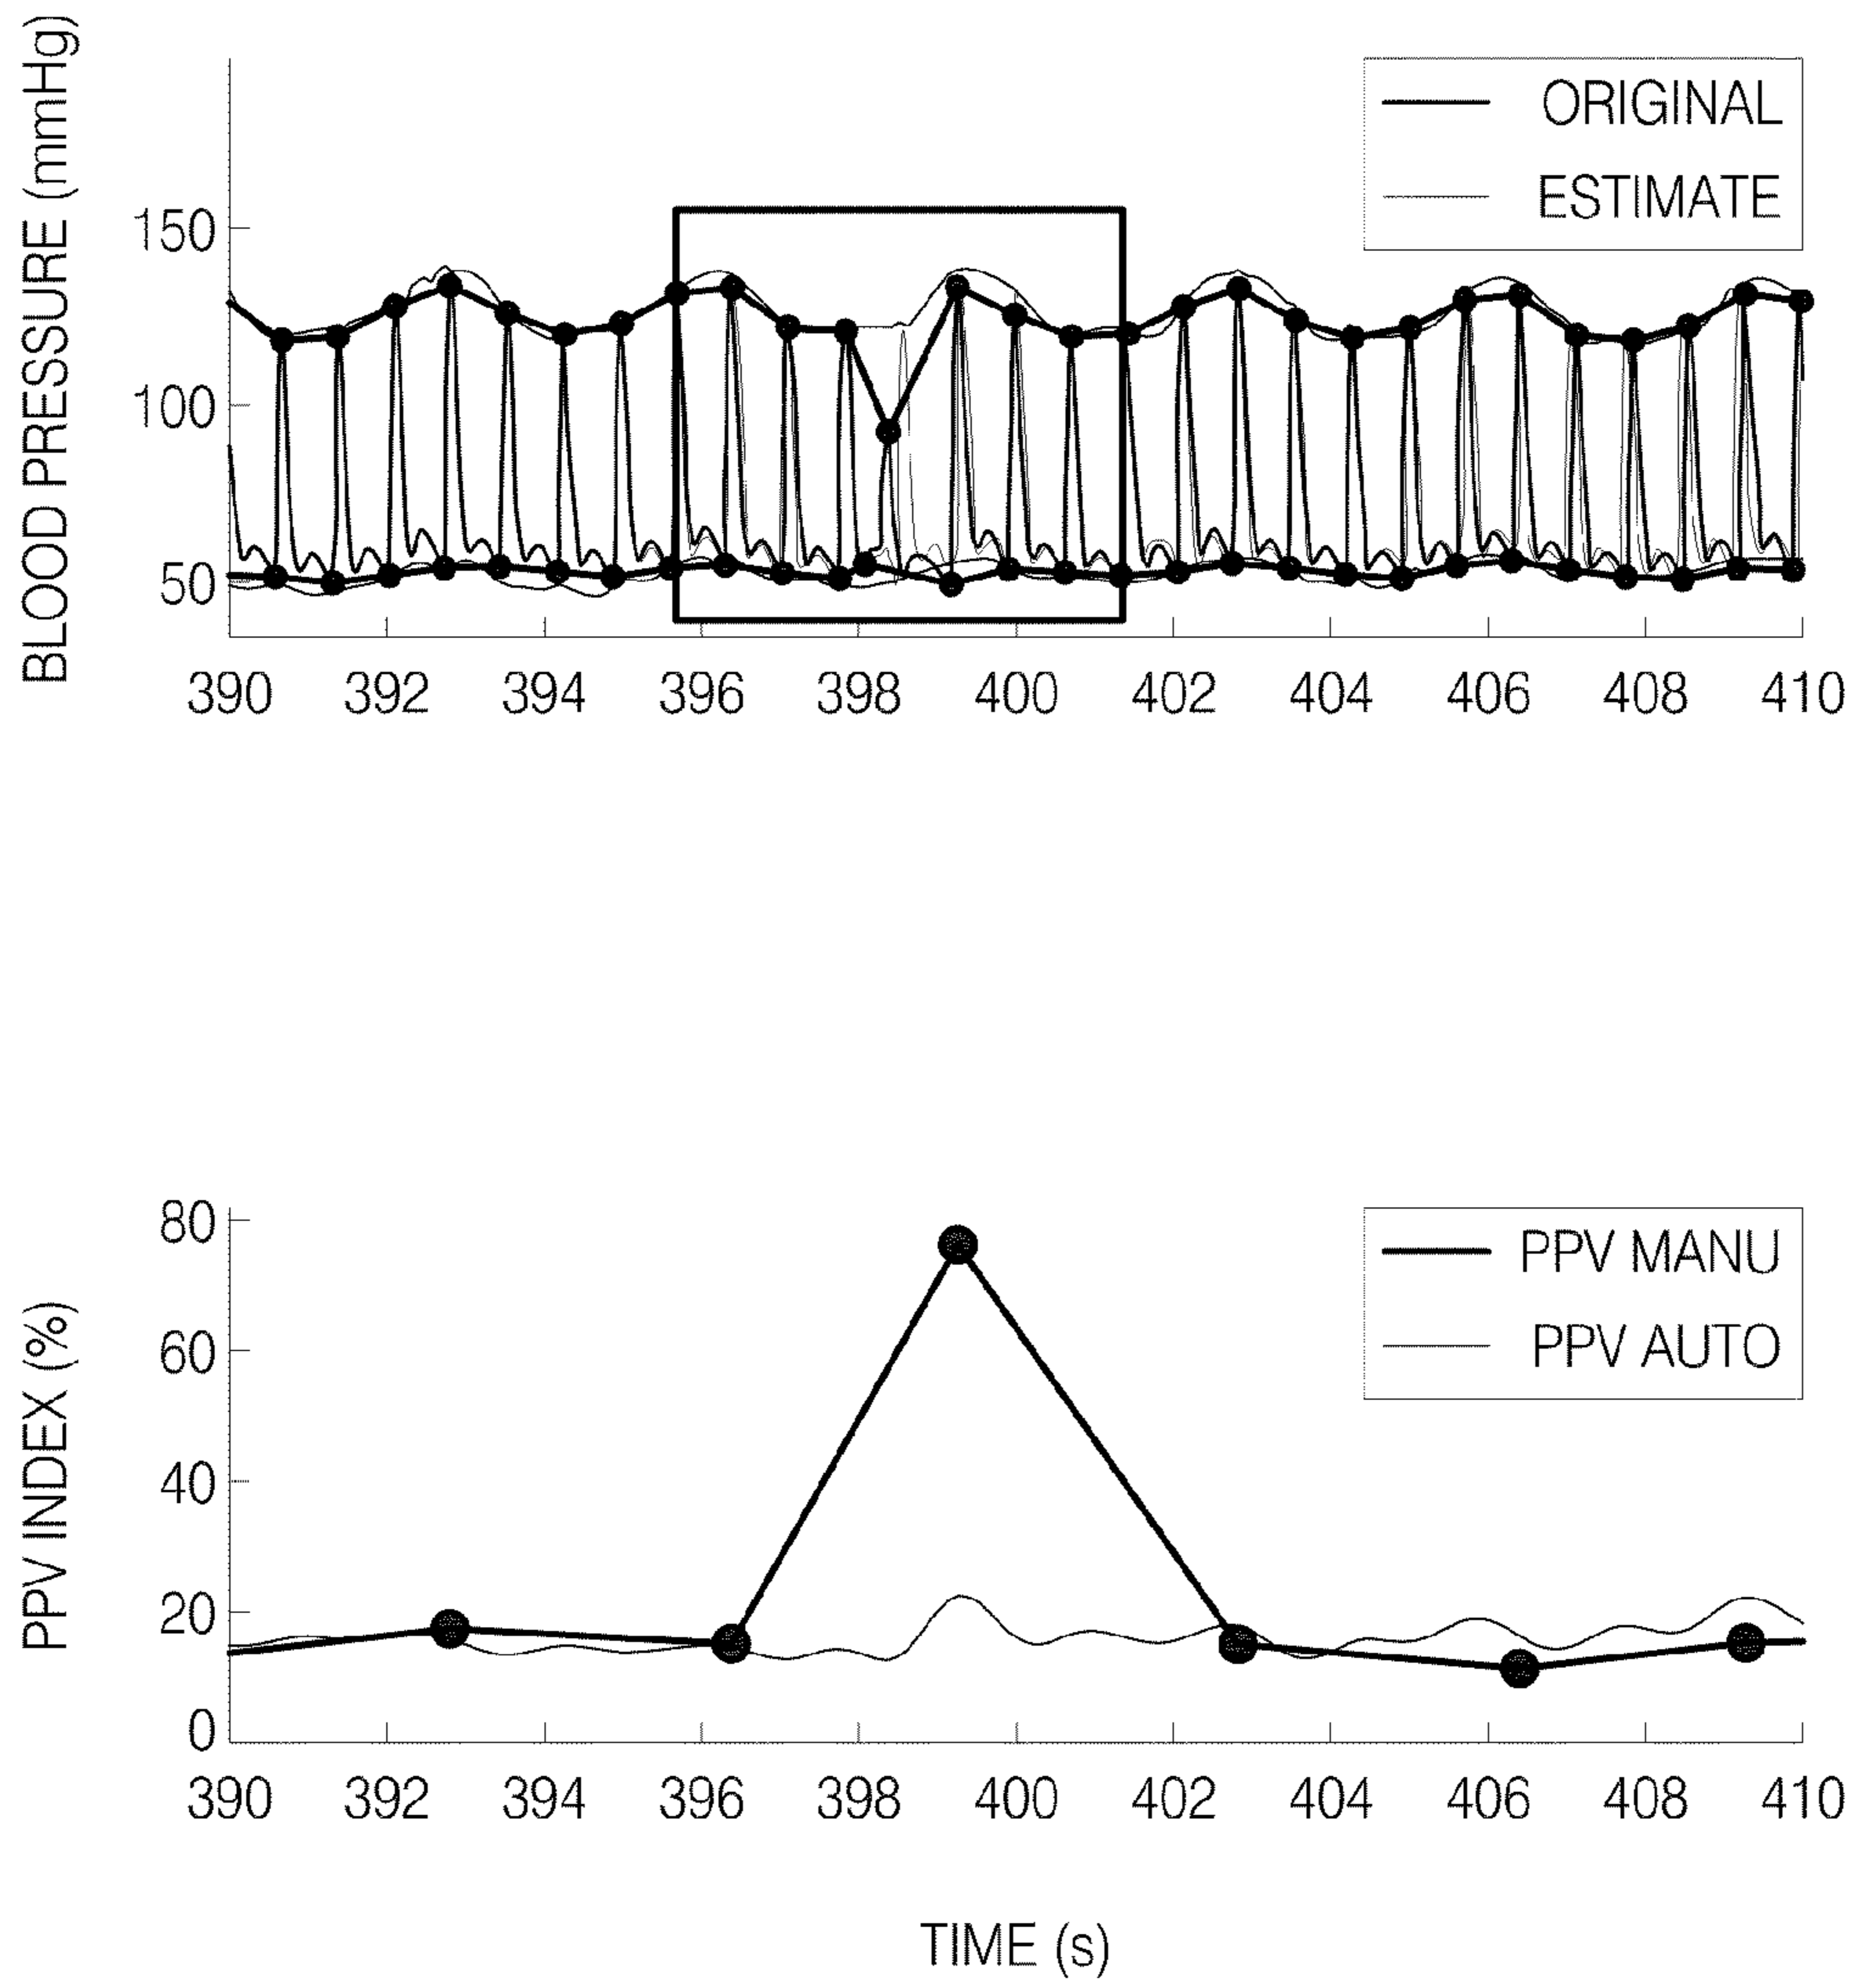 BLOOD PRESSURE (mmHg)
ORIGINAL
ESTIMATE
150
100
50
390 392 394 396 398 400 402 404 406 408 410
PPV INDEX (%)
PPV MANU
PPV AUTO
80
60
40
20
0
390 392 394 396 398 400 402 404 406 408 410
TIME (s)